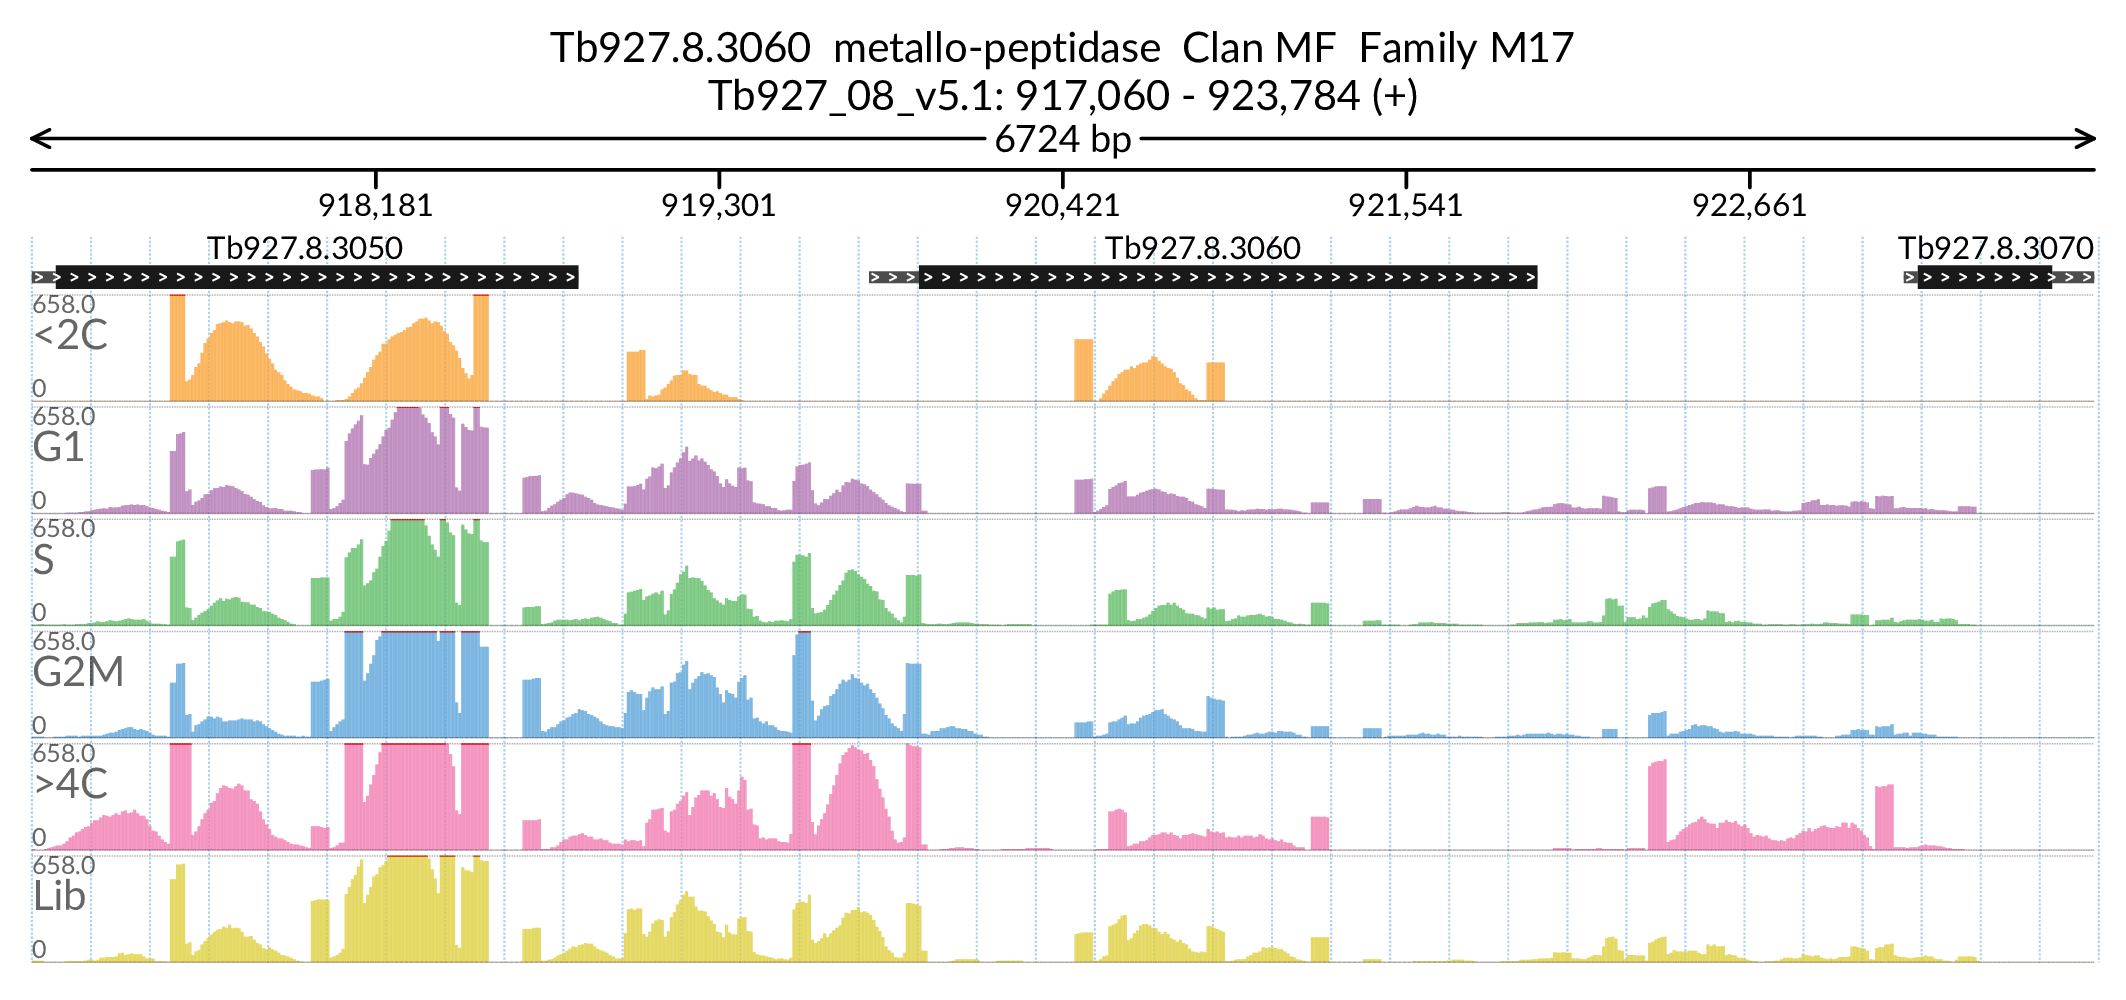 Tb927.8.3060 metallo-peptidase Clan MF Family M17
Tb927_08_v5.1: 917,060 - 923,784 (+)
6724 bp
918,181 919,301 920,421 921,541 922,661
Tb927.8.3050 Tb927.8.3060 Tb927.8.3070
658.0
<2C
0
658.0
G1
0
658.0
S
0
658.0
G2M
0
658.0
>4C
0
658.0
Lib
0